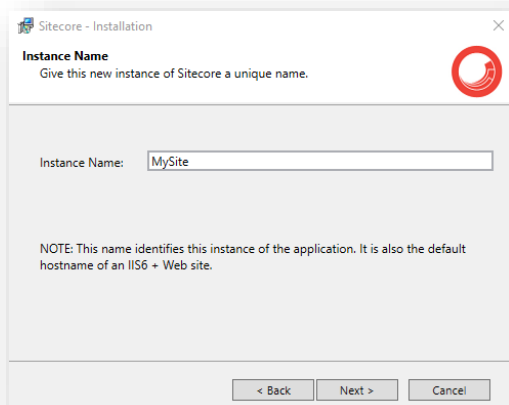 Sitecore - Installation
Instance Name
Give this new instance of Sitecore a unique name.
Instance Name: MySite
NOTE: This name identifies this instance of the application. It is also the default
hostname of an IIS6 + Web site.
< Back Next > Cancel